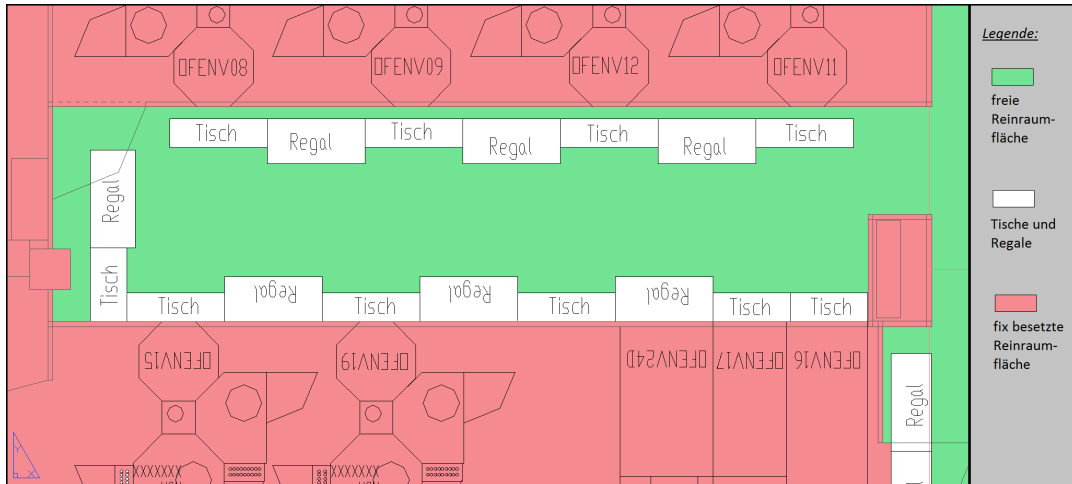 OFENV08
OFENV09
OFENV12
OFENV11
Tisch
Regal
Tisch
Regal
Tisch
Regal
Tisch
Regal
Tisch
Tisch
Regal
Tisch
Regal
Tisch
Regal
Tisch
Tisch
OFENV15
OFENV19
OFENV24D
OFENV17
OFENV16
Regal
XXXXXXX
XXXXXXX
Y
X
Legende:
freie
Reinraum-
fläche
Tische und
Regale
fix besetzte
Reinraum-
fläche